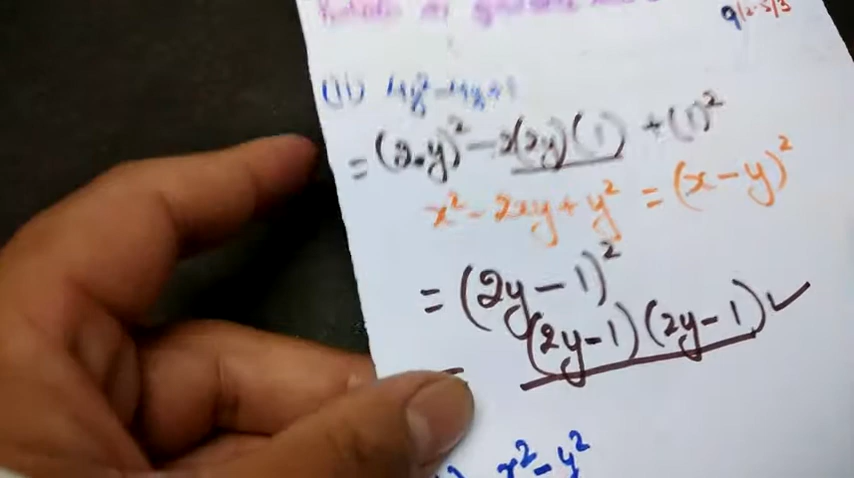 (ii) 4y² - 4y + 1
= (2·y)² - 2(2y)(1) + (1)²
x² - 2xy + y² = (x - y)²
= (2y - 1)²
(2y - 1)(2y - 1) ✓
x² - y²